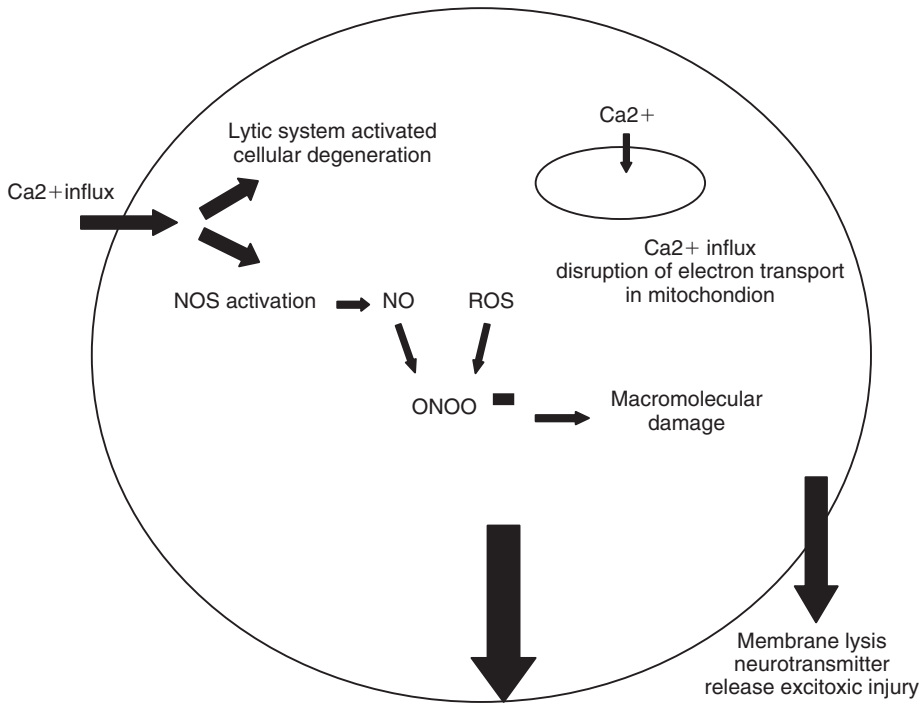 Ca2+influx
Lytic system activated
cellular degeneration
Ca2+
Ca2+ influx
disruption of electron transport
in mitochondion
NOS activation
NO
ROS
ONOO
Macromolecular
damage
Membrane lysis
neurotransmitter
release excitoxic injury